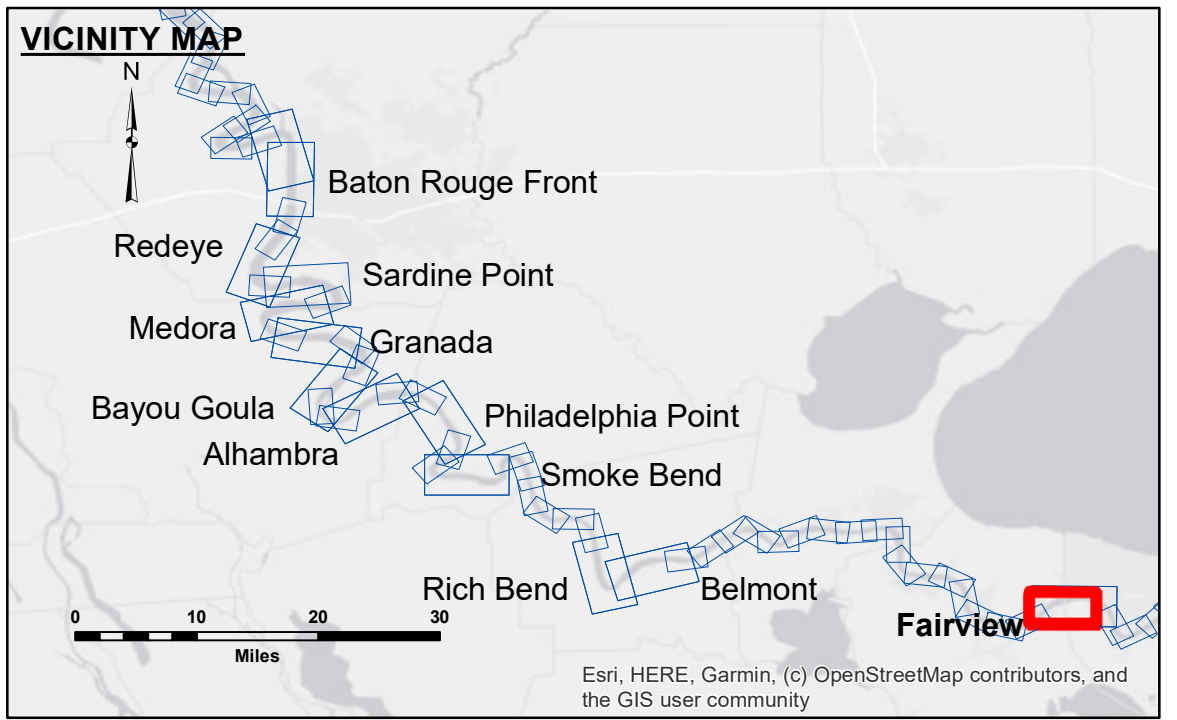 VICINITY MAP
N
Baton Rouge Front
Redeye
Sardine Point
Medora
Granada
Bayou Goula
Philadelphia Point
Alhambra
Smoke Bend
Rich Bend
Belmont
Fairview
0 10 20 30
Miles
Esri, HERE, Garmin, (c) OpenStreetMap contributors, and
the GIS user community